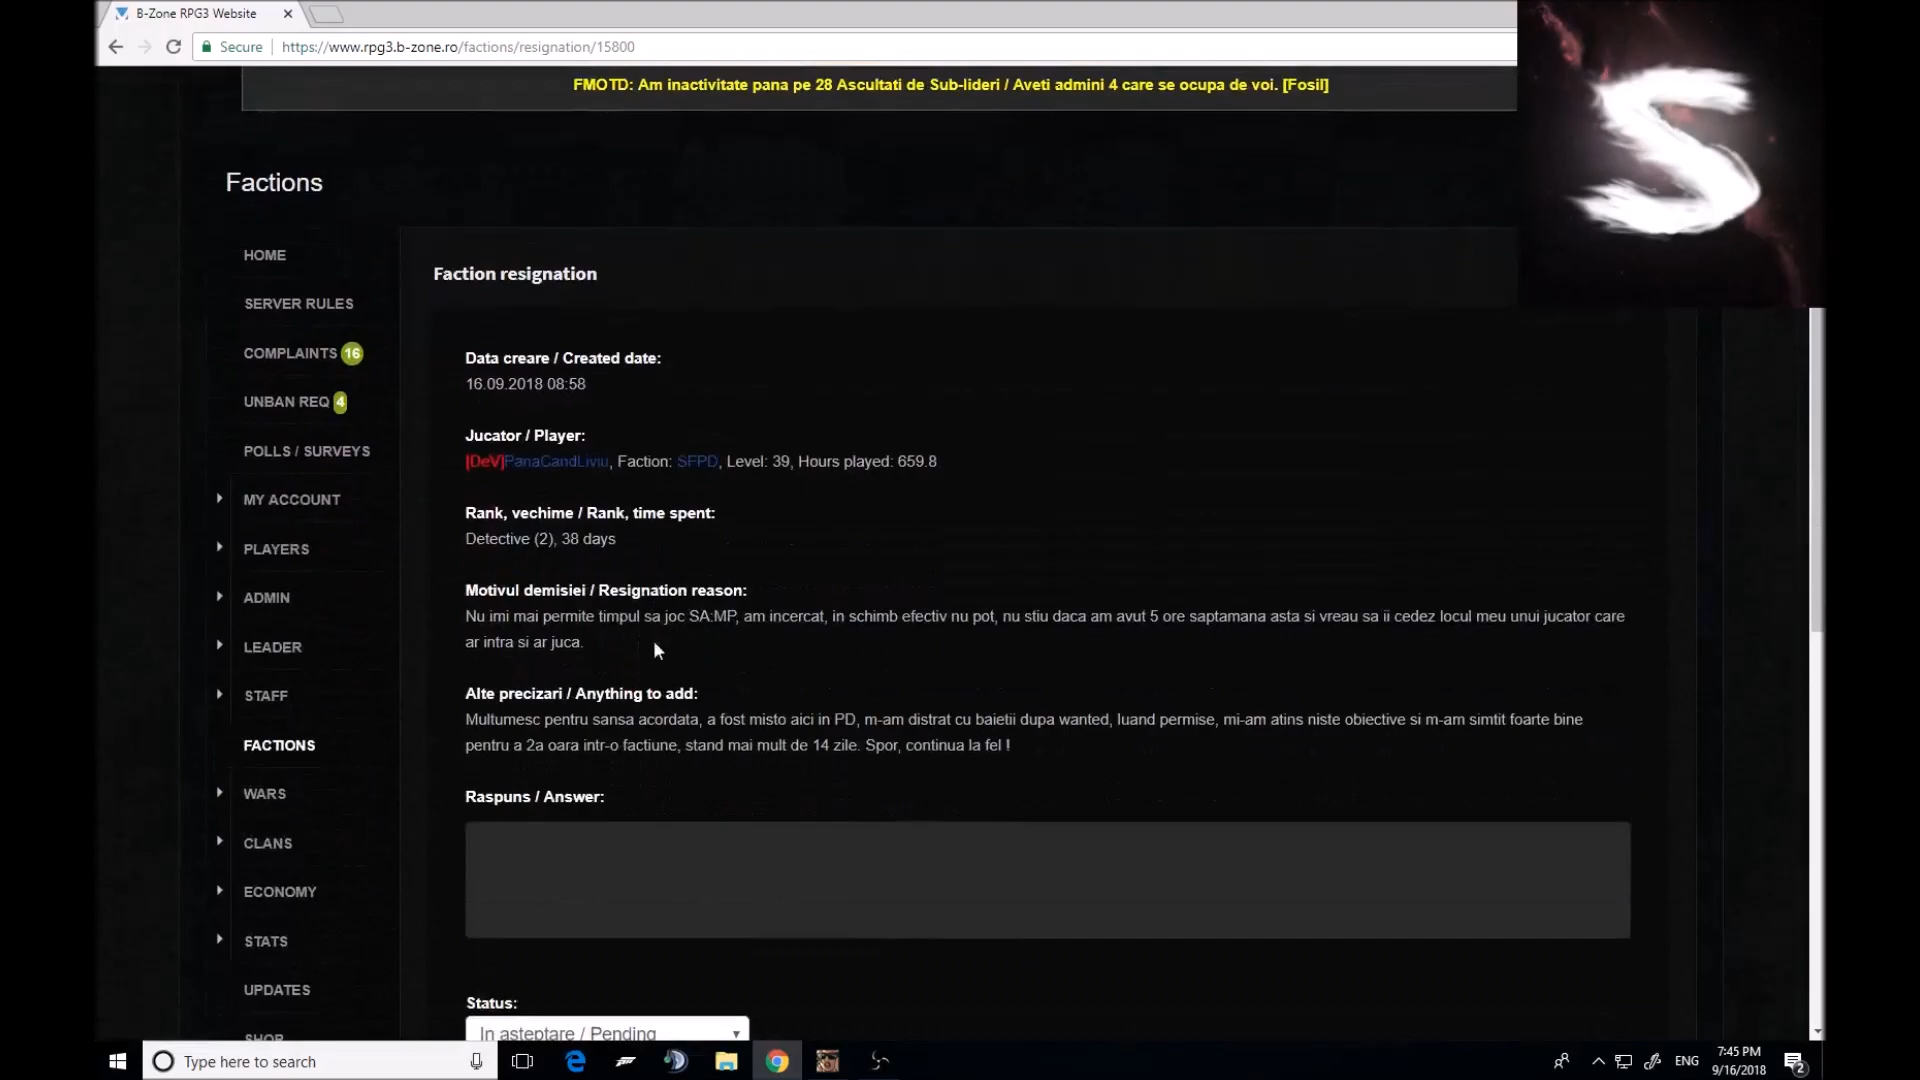 B-Zone RPG3 Website
Secure
https://www.rpg3.b-zone.ro/factions/resignation/15800
FMOTD: Am inactivitate pana pe 28 Ascultati de Sub-lideri / Aveti admini 4 care se ocupa de voi. [Fosil]
S
Factions
HOME
SERVER RULES
COMPLAINTS 16
UNBAN REQ 4
POLLS / SURVEYS
MY ACCOUNT
PLAYERS
ADMIN
LEADER
STAFF
FACTIONS
WARS
CLANS
ECONOMY
STATS
UPDATES
SHOP
Faction resignation
Data creare / Created date:
16.09.2018 08:58
Jucator / Player:
[DeV]PanaCandLiviu, Faction: SFPD, Level: 39, Hours played: 659.8
Rank, vechime / Rank, time spent:
Detective (2), 38 days
Motivul demisiei / Resignation reason:
Nu imi mai permite timpul sa joc SA:MP, am incercat, in schimb efectiv nu pot, nu stiu daca am avut 5 ore saptamana asta si vreau sa ii cedez locul meu unui jucator care
ar intra si ar juca.
Alte precizari / Anything to add:
Multumesc pentru sansa acordata, a fost misto aici in PD, m-am distrat cu baietii dupa wanted, luand permise, mi-am atins niste obiective si m-am simtit foarte bine
pentru a 2a oara intr-o factiune, stand mai mult de 14 zile. Spor, continua la fel !
Raspuns / Answer:
Status:
In asteptare / Pending
Type here to search
ENG
7:45 PM
9/16/2018
2